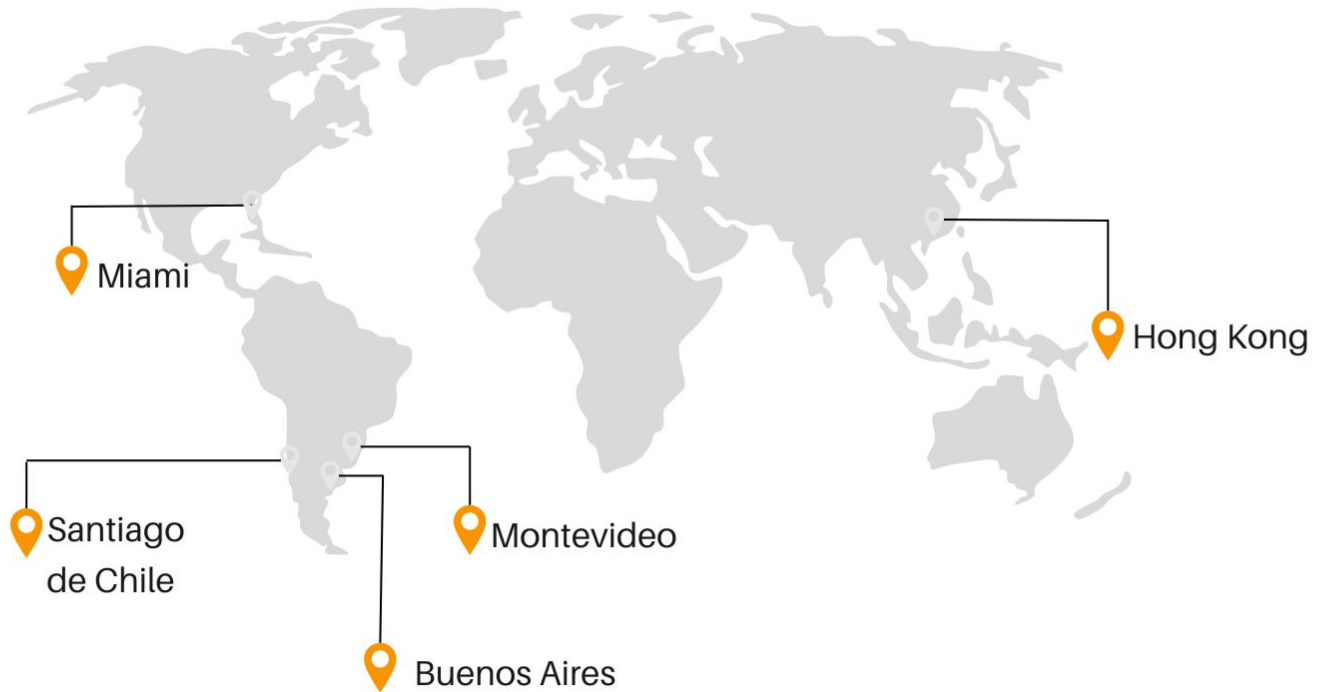 Miami
Hong Kong
Santiago
de Chile
Montevideo
Buenos Aires